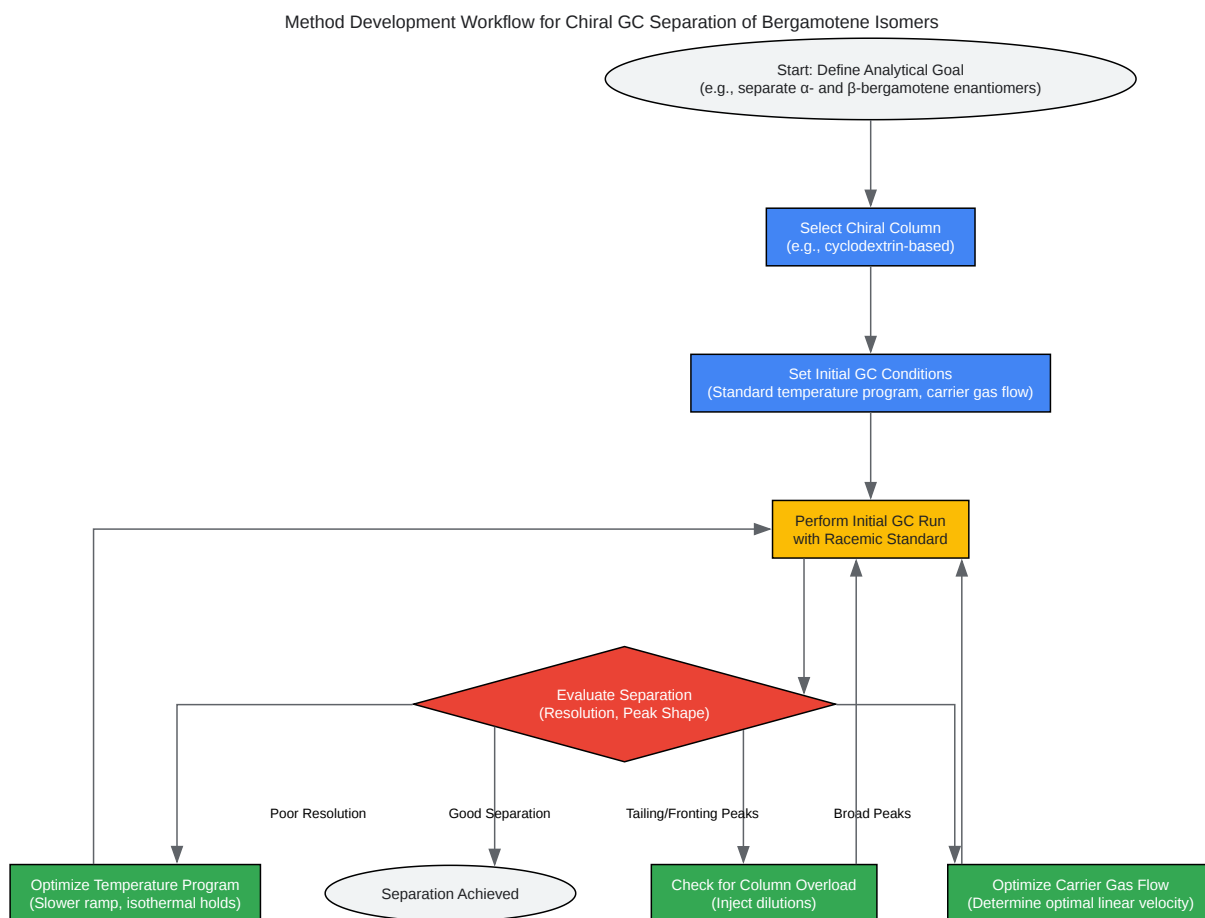 Method Development Workflow for Chiral GC Separation of Bergamotene Isomers
Start: Define Analytical Goal
(e.g., separate α- and β-bergamotene enantiomers)
Select Chiral Column
(e.g., cyclodextrin-based)
Set Initial GC Conditions
(Standard temperature program, carrier gas flow)
Perform Initial GC Run
with Racemic Standard
Evaluate Separation
(Resolution, Peak Shape)
Poor Resolution
Good Separation
Tailing/Fronting Peaks
Broad Peaks
Optimize Temperature Program
(Slower ramp, isothermal holds)
Separation Achieved
Check for Column Overload
(Inject dilutions)
Optimize Carrier Gas Flow
(Determine optimal linear velocity)